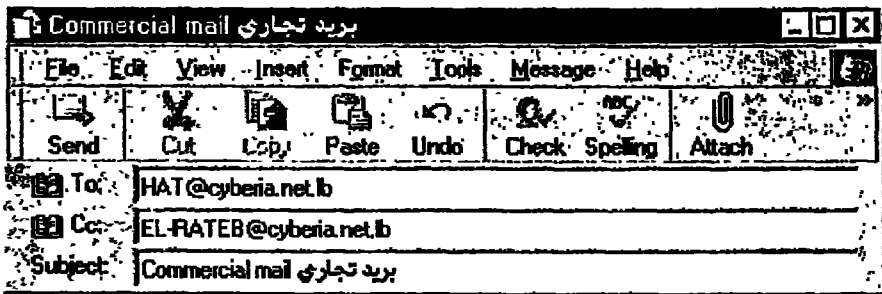 Commercial mail بريد تجاري
File Edit View Insert Format Tools Message Help
Send Cut Copy Paste Undo Check Spelling Attach
To: HAT@cyberia.net.lb
Cc: EL-RATEB@cyberia.net.lb
Subject: Commercial mail بريد تجاري